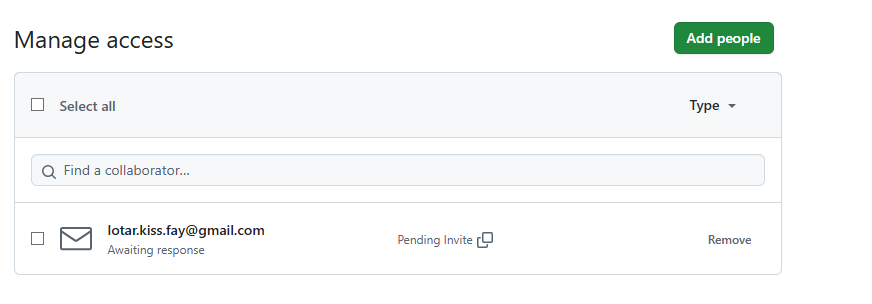 Manage access
Add people
Select all
Type
Find a collaborator...
lotar.kiss.fay@gmail.com
Awaiting response
Pending Invite
Remove